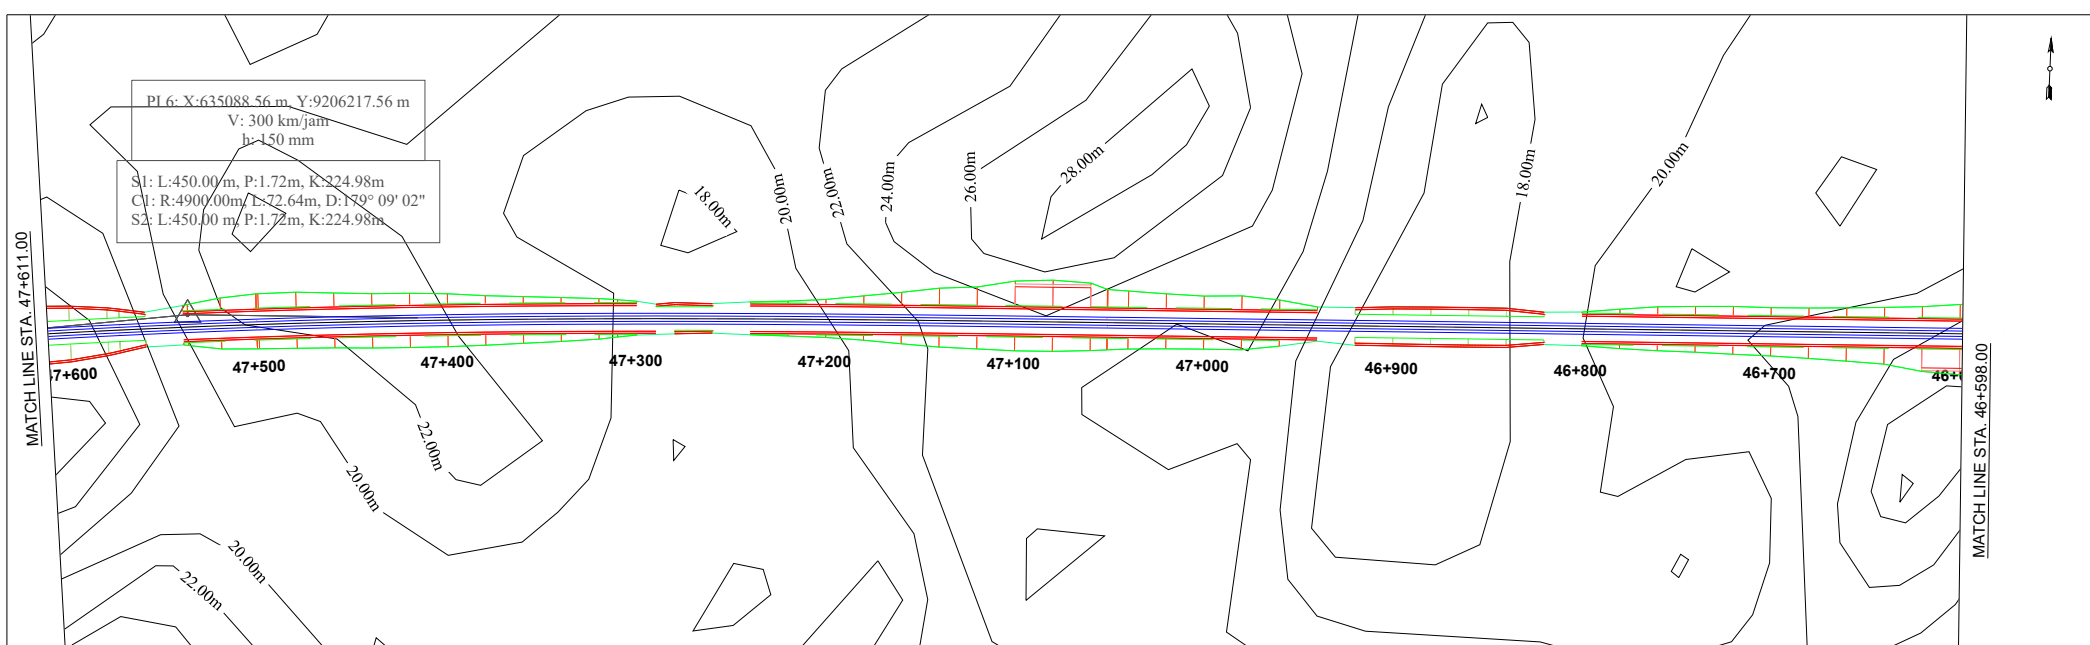 PI 6: X:635088.56 m, Y:9206217.56 m
V: 300 km/jam
h: 150 mm
S1: L:450.00 m, P:1.72m, K:224.98m
C1: R:4900.00m, L:72.64m, D:179° 09' 02"
S2: L:450.00 m, P:1.72m, K:224.98m
MATCH LINE STA. 47+611.00
18.00m
20.00m
22.00m
24.00m
26.00m
28.00m
18.00m
20.00m
47+500
47+400
47+300
47+200
47+100
47+000
46+900
46+800
46+700
22.00m
20.00m
20.00m
22.00m
MATCH LINE STA. 46+598.00